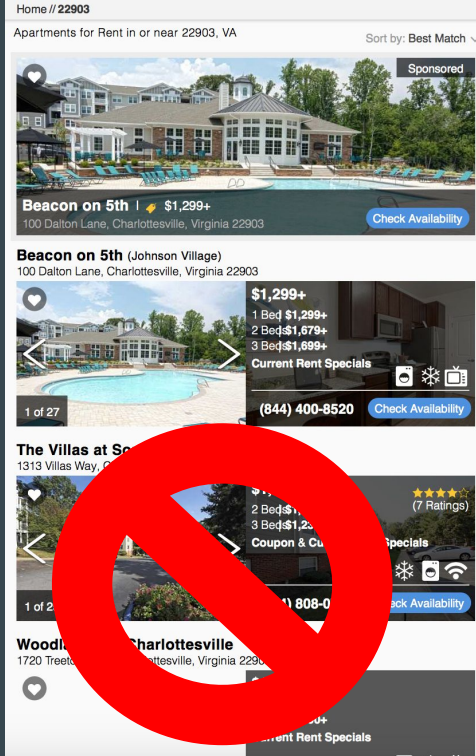 Home // 22903
Apartments for Rent in or near 22903, VA
Sort by: Best Match
Sponsored
Beacon on 5th | $1,299+
100 Dalton Lane, Charlottesville, Virginia 22903
Check Availability
Beacon on 5th (Johnson Village)
100 Dalton Lane, Charlottesville, Virginia 22903
$1,299+
1 Bed $1,299+
2 Beds $1,679+
3 Beds $1,699+
Current Rent Specials
1 of 27
(844) 400-8520 Check Availability
The Villas at
1313 Villas Way,
(7 Ratings)
2 Beds
3 Beds
Coupon & Specials
1 of
808- Availability
Charlottesville
1720 Virginia
Rent Specials